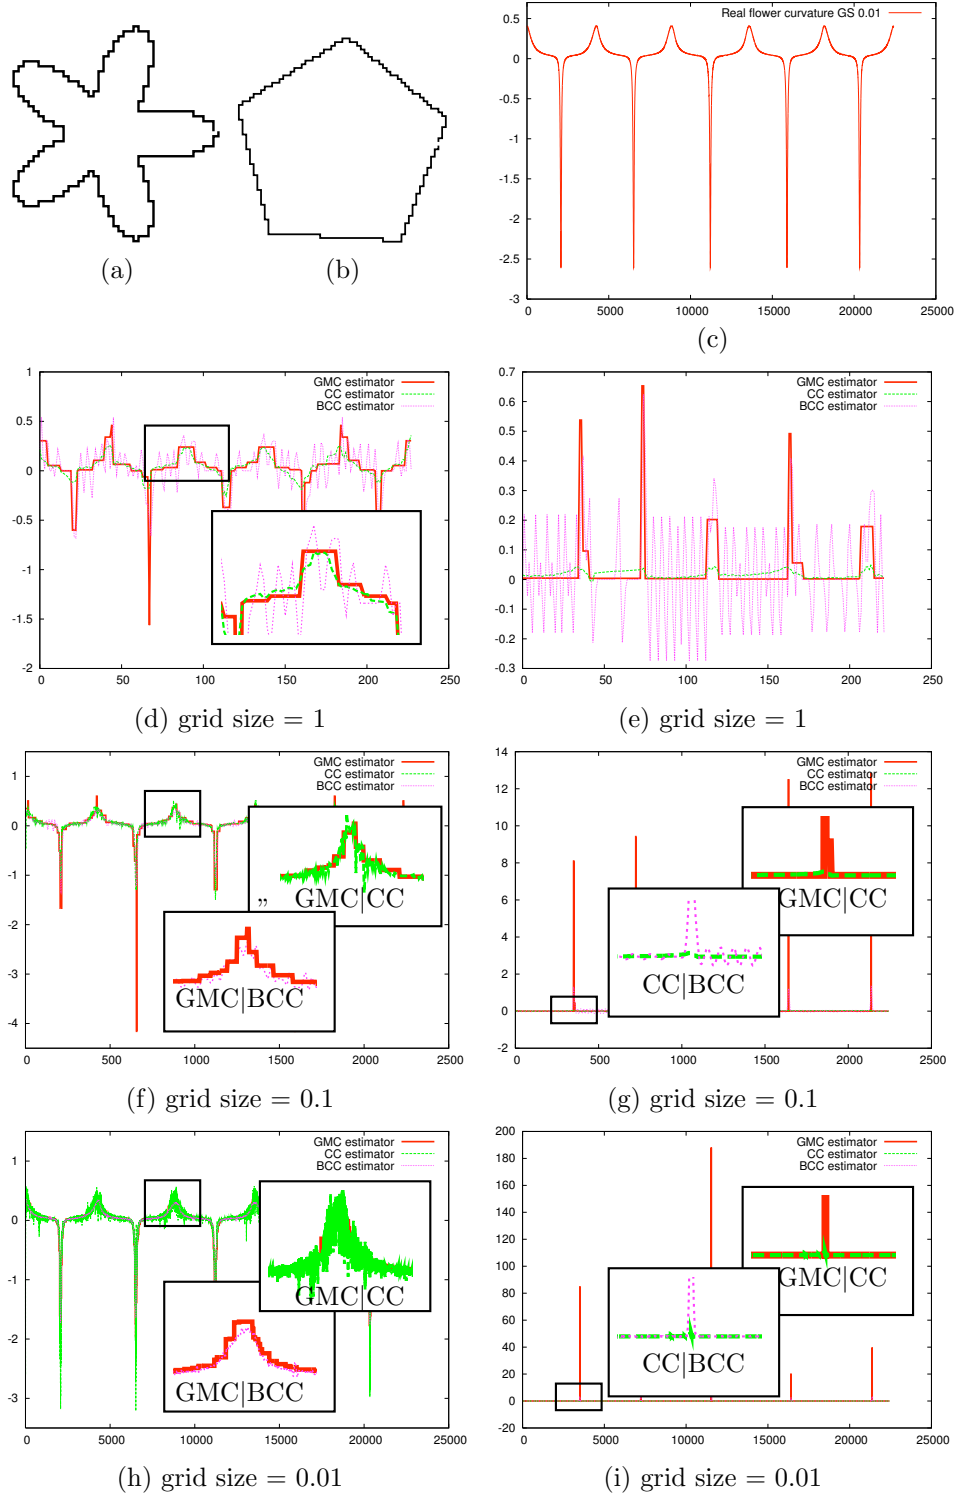 (a)
(b)
Real flower curvature GS 0.01
0.5
0
-0.5
-1
-1.5
-2
-2.5
-3
0 5000 10000 15000 20000 25000
(c)
GMC estimator
CC estimator
BCC estimator
1
0.5
0
-0.5
-1
-1.5
-2
0 50 100 150 200 250
(d) grid size = 1
GMC estimator
CC estimator
BCC estimator
0.7
0.6
0.5
0.4
0.3
0.2
0.1
0
-0.1
-0.2
-0.3
0 50 100 150 200 250
(e) grid size = 1
GMC estimator
CC estimator
BCC estimator
1
0
-1
-2
-3
-4
GMC|CC
”
GMC|BCC
0 500 1000 1500 2000 2500
(f) grid size = 0.1
GMC estimator
CC estimator
BCC estimator
14
12
10
8
6
4
2
0
-2
GMC|CC
CC|BCC
0 500 1000 1500 2000 2500
(g) grid size = 0.1
GMC estimator
CC estimator
BCC estimator
1
0
-1
-2
-3
GMC|CC
GMC|BCC
0 5000 10000 15000 20000 25000
(h) grid size = 0.01
GMC estimator
CC estimator
BCC estimator
200
180
160
140
120
100
80
60
40
20
0
-20
GMC|CC
CC|BCC
0 5000 10000 15000 20000 25000
(i) grid size = 0.01